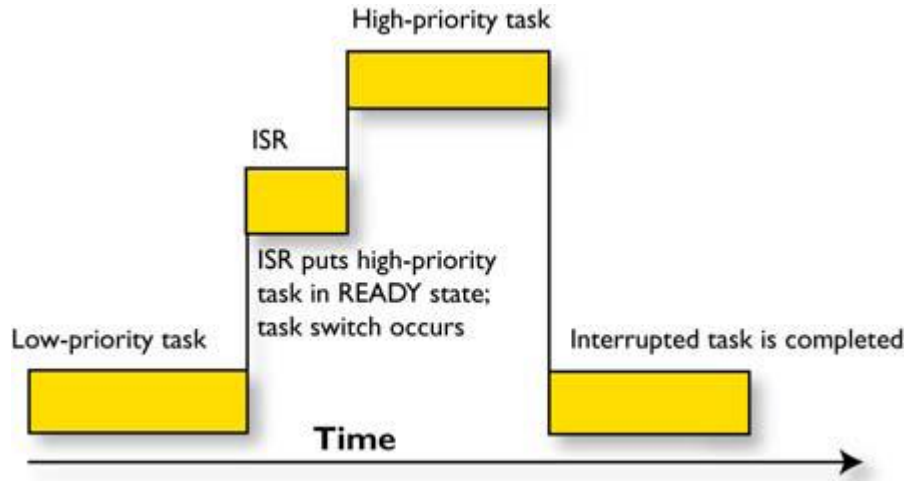 High-priority task
ISR
ISR puts high-priority
task in READY state;
task switch occurs
Low-priority task
Interrupted task is completed
Time